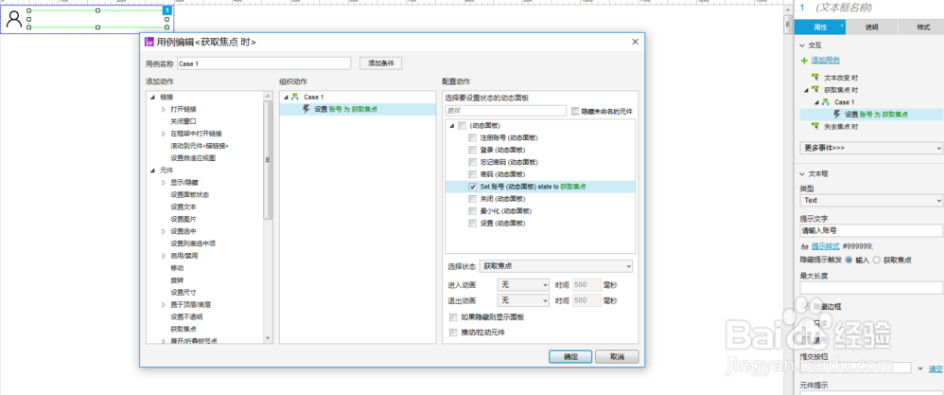 1
用例编辑<获取焦点 时>
用例名称 Case 1
添加条件
添加动作
链接
打开链接
关闭窗口
在框架中打开链接
滚动到元件<锚链接>
设置自适应视图
元件
显示/隐藏
设置面板状态
设置文本
设置图片
设置选中
设置列表选中项
启用/禁用
移动
旋转
设置尺寸
置于顶层/底层
设置不透明
获取焦点
展开/折叠树节点
组织动作
Case 1
设置 账号 为 获取焦点
配置动作
选择要设置状态的动态面板
查找
隐藏未命名的元件
(动态面板)
注册账号 (动态面板)
登录 (动态面板)
忘记密码 (动态面板)
密码 (动态面板)
Set 账号 (动态面板) state to 获取焦点
关闭 (动态面板)
最小化 (动态面板)
设置 (动态面板)
选择状态 获取焦点
进入动画 无 时间 500 毫秒
退出动画 无 时间 500 毫秒
如果隐藏则显示面板
推动/拉动元件
确定 取消
1 (文本框名称)
属性 说明 样式
交互
添加用例
文本改变 时
获取焦点 时
Case 1
设置 账号 为 获取焦点
失去焦点 时
更多事件>>>
文本框
类型
Text
提示文字
请输入账号
提示样式 #999999;
隐藏提示触发 输入 获取焦点
最大长度
隐藏边框
提交按钮
清空
元件提示
Baidu 经验
jingyan.baidu.com